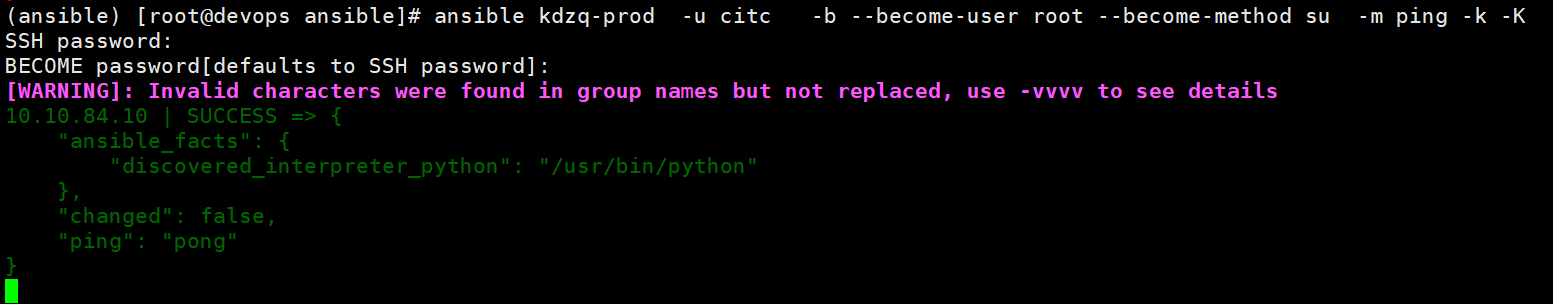 (ansible) [root@devops ansible]# ansible kdzq-prod  -u citc   -b --become-user root --become-method su  -m ping -k -K
SSH password:
BECOME password[defaults to SSH password]:
[WARNING]: Invalid characters were found in group names but not replaced, use -vvvv to see details
10.10.84.10 | SUCCESS => {
    "ansible_facts": {
        "discovered_interpreter_python": "/usr/bin/python"
    },
    "changed": false,
    "ping": "pong"
}